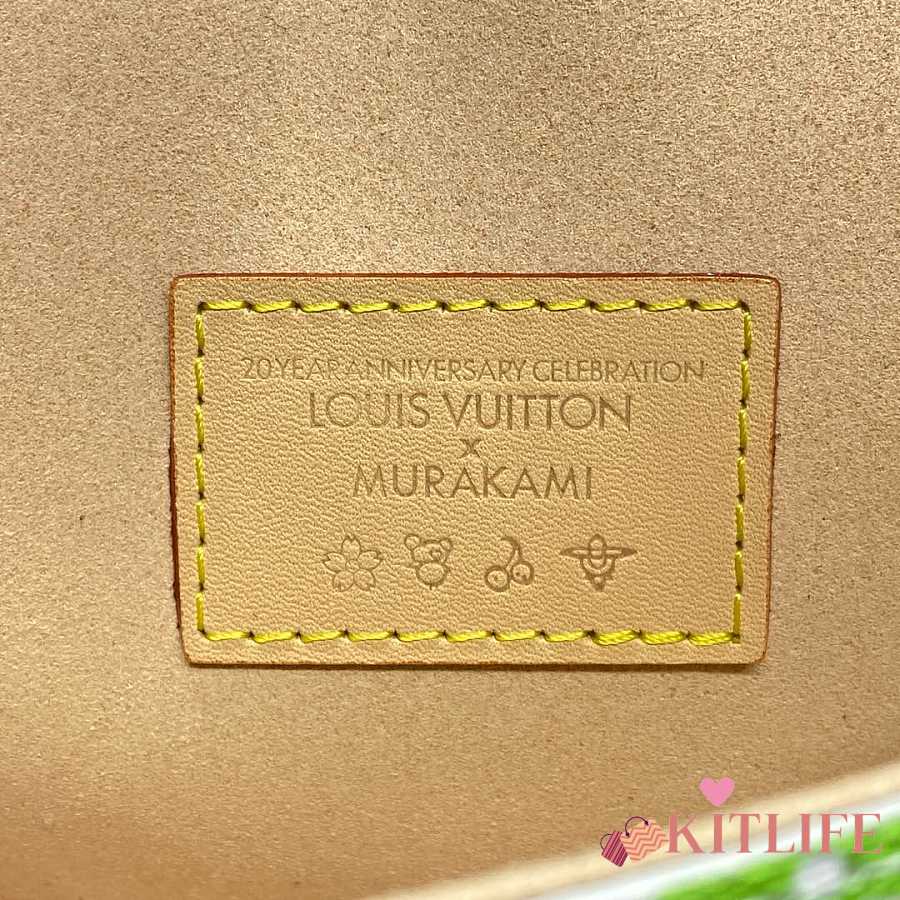 20 YEAR ANNIVERSARY CELEBRATION
LOUIS VUITTON
x
MURAKAMI
KITLIFE